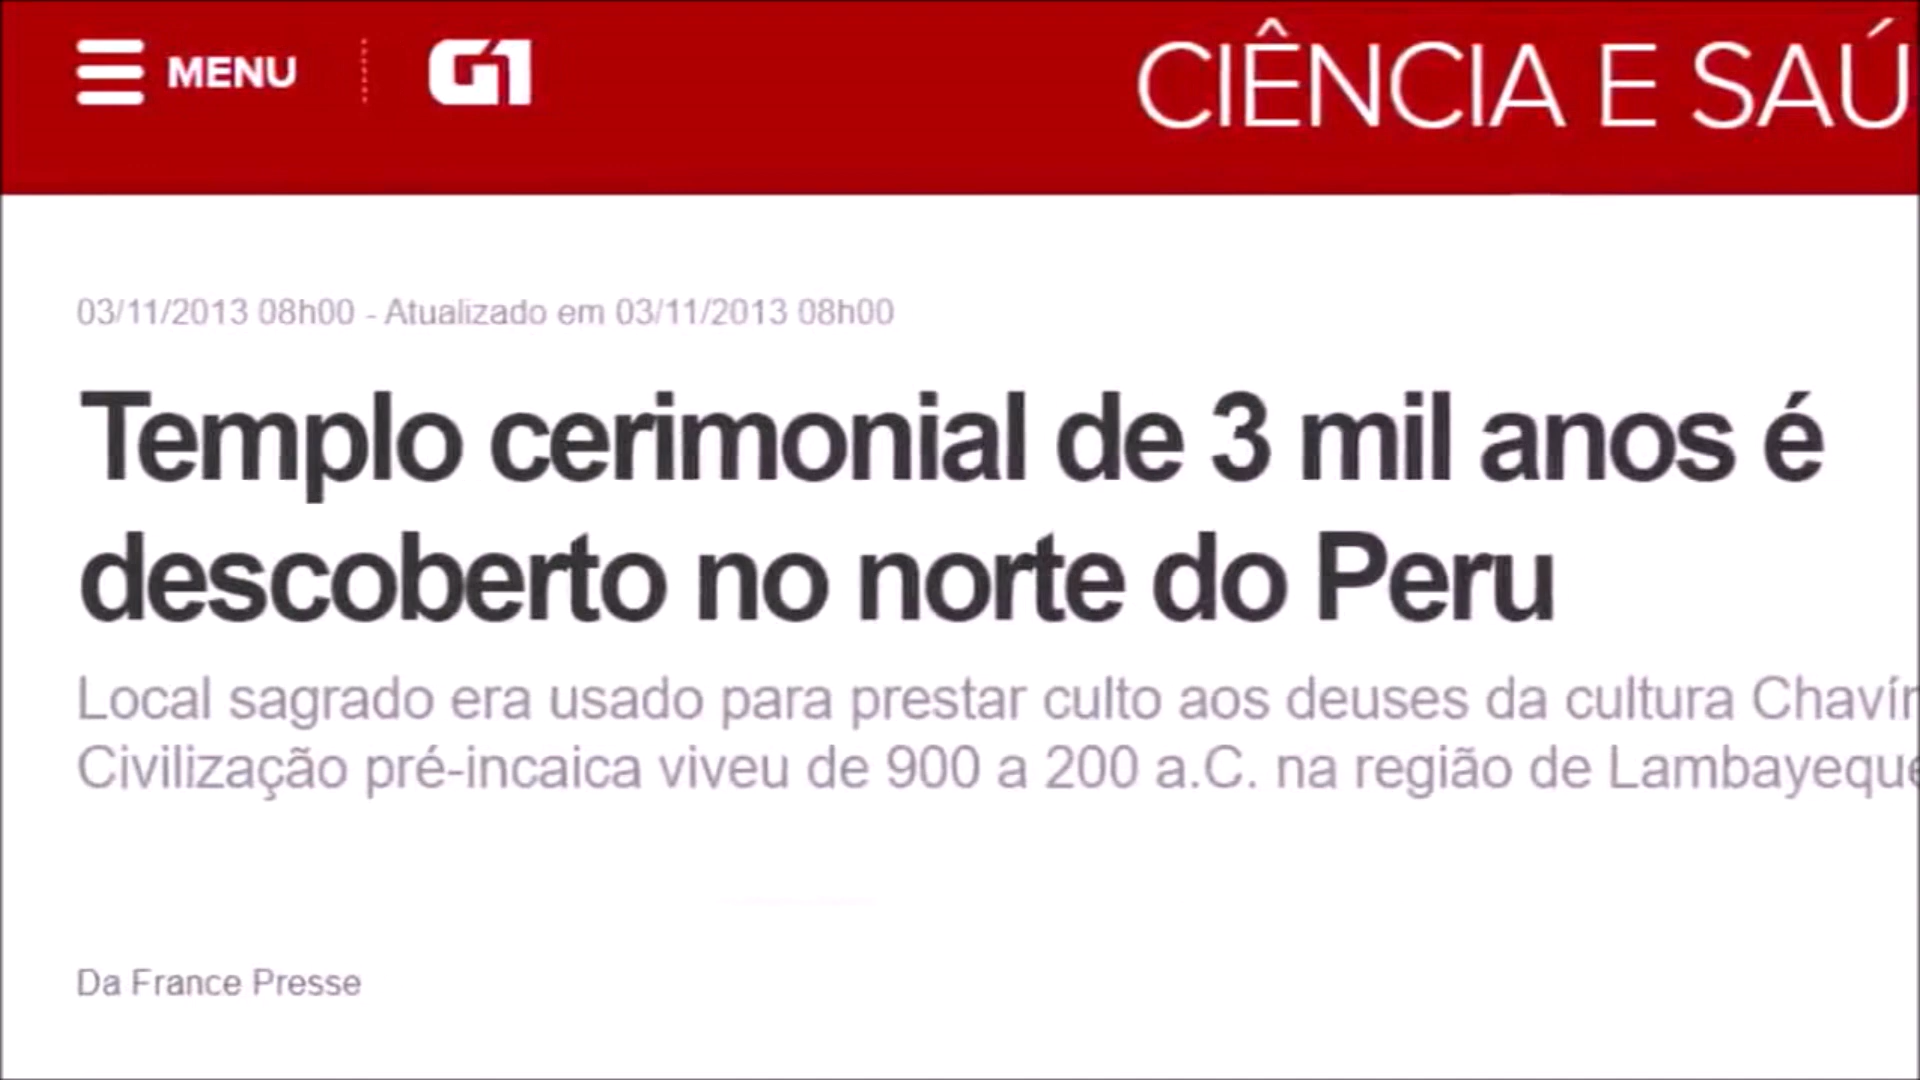 MENU G1 CIÊNCIA E SAÚ
03/11/2013 08h00 - Atualizado em 03/11/2013 08h00
Templo cerimonial de 3 mil anos é
descoberto no norte do Peru
Local sagrado era usado para prestar culto aos deuses da cultura Chavín
Civilização pré-incaica viveu de 900 a 200 a.C. na região de Lambayeque
Da France Presse